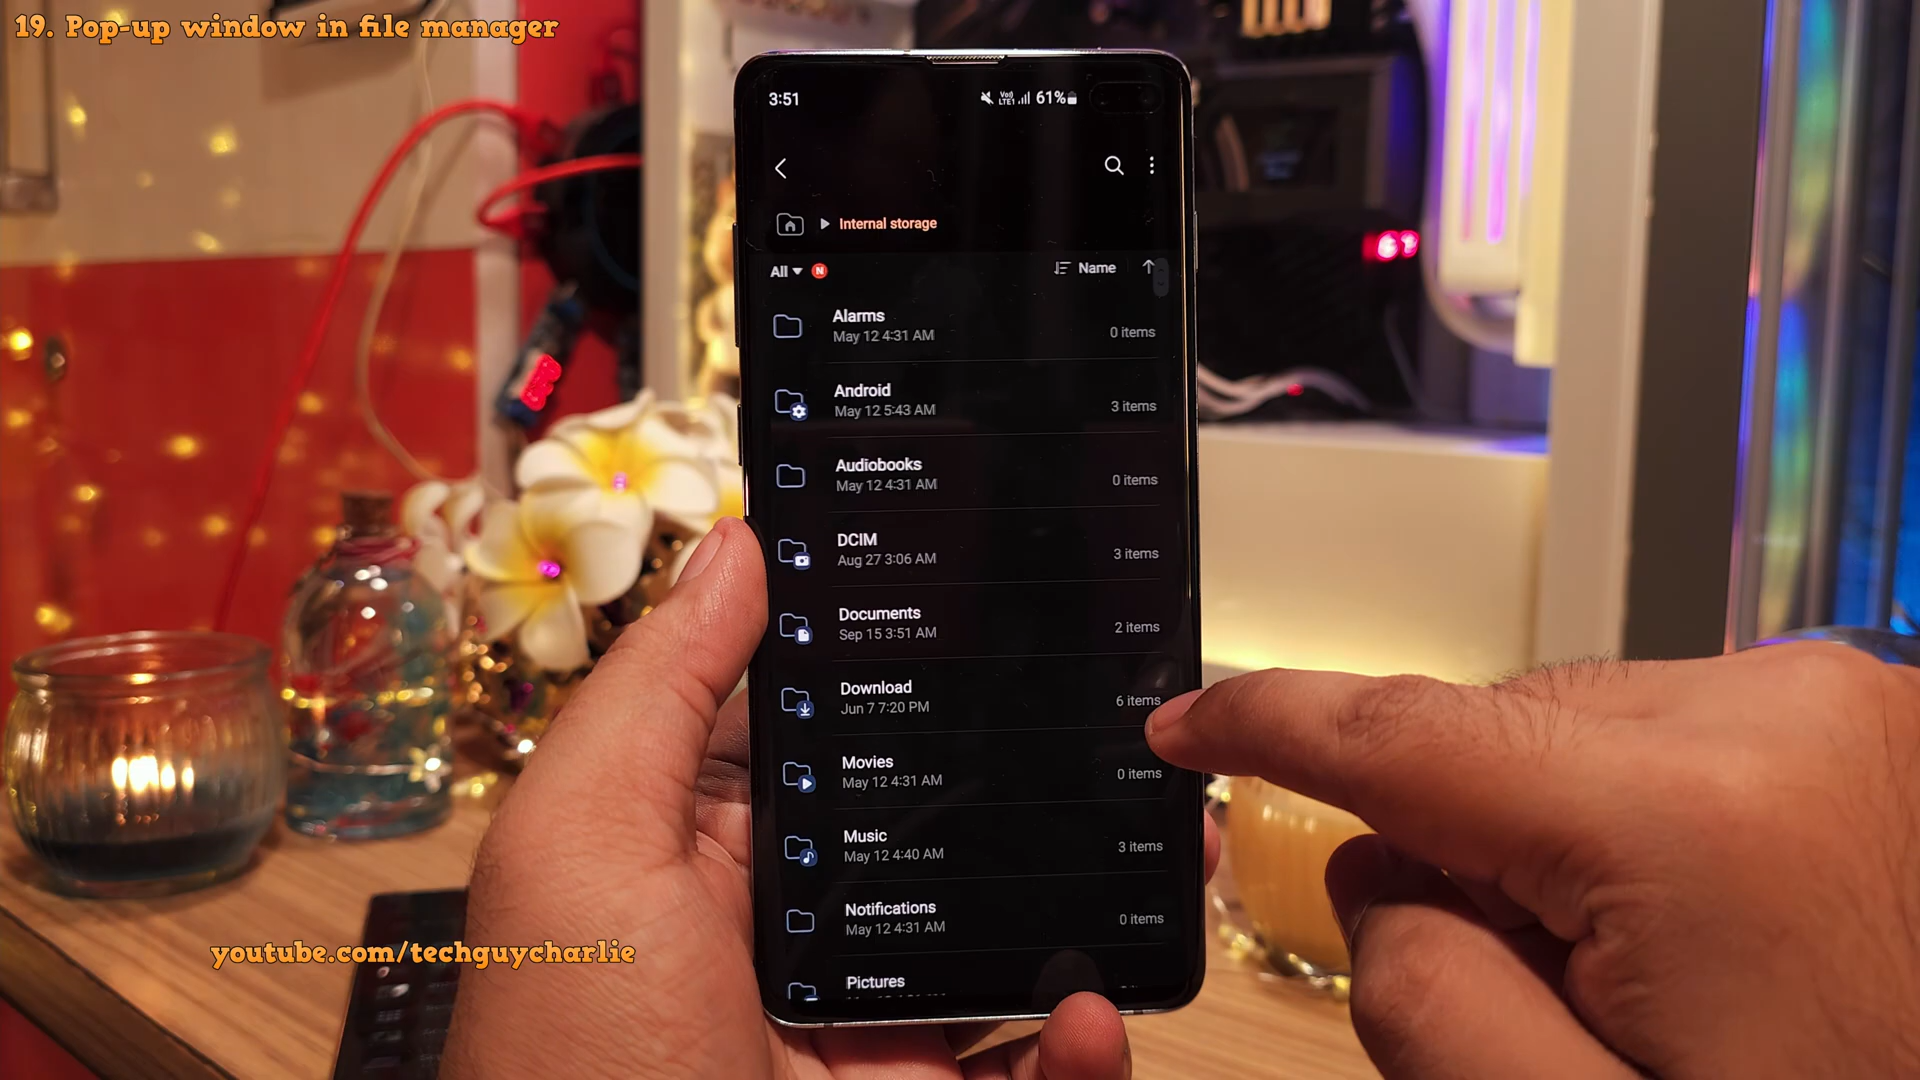 19. Pop-up window in file manager
3:51
Vo)) LTE1 61%
Internal storage
All N
Name
Alarms
May 12 4:31 AM
0 items
Android
May 12 5:43 AM
3 items
Audiobooks
May 12 4:31 AM
0 items
DCIM
Aug 27 3:06 AM
3 items
Documents
Sep 15 3:51 AM
2 items
Download
Jun 7 7:20 PM
6 items
Movies
May 12 4:31 AM
0 items
Music
May 12 4:40 AM
3 items
Notifications
May 12 4:31 AM
0 items
Pictures
youtube.com/techguycharlie